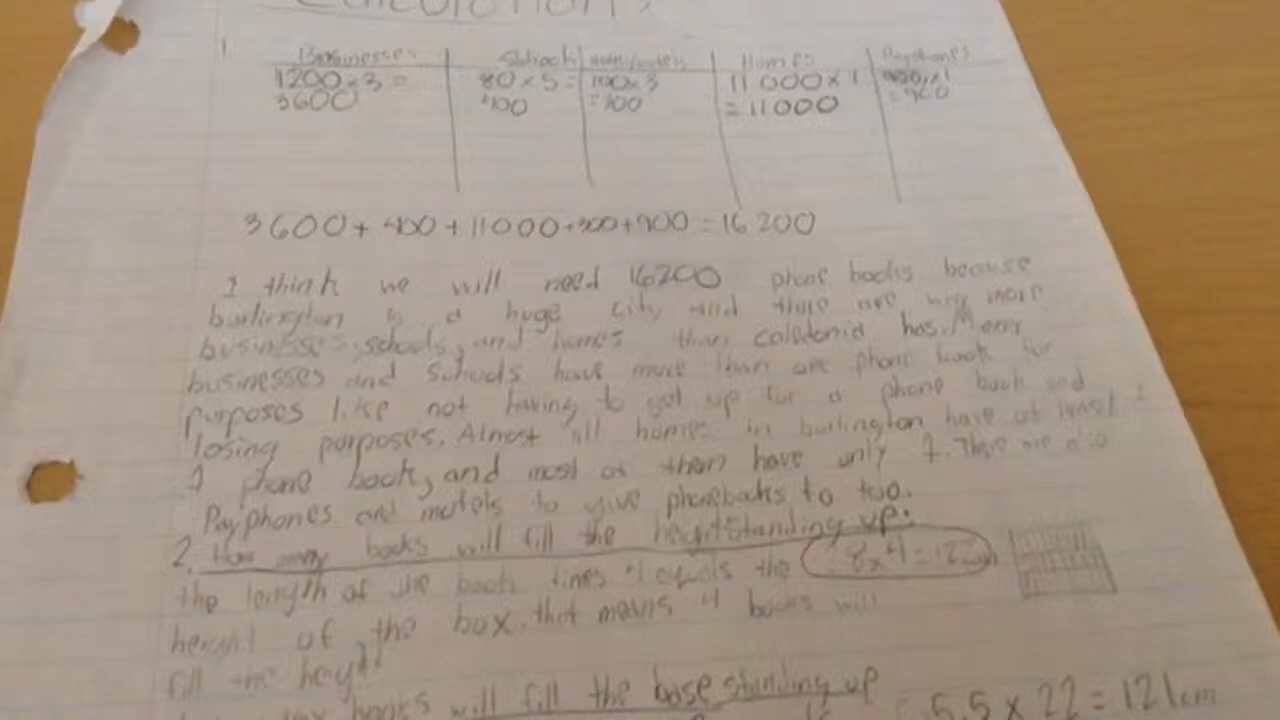 Calculations
1. Businesses Schools Homes Payphones
1200 x 3 = 80 x 5 = 100 x 3 11 000 x 1
3600 400 = 300 = 11000 = 900
3600 + 400 + 11000 + 300 + 900 = 16 200
I think we will need 16200 phone books because
burlington is a huge city and there are way more
businesses, schools, and homes than caledonia has. Many
businesses and schools have more than one phone book for
purposes like not having to get up for a phone book and
losing purposes. Almost all homes in burlington have at least
1 phone book, and most of them have only 1. There are also
Payphones and motels to give phonebooks to too.
2. How many books will fill the height standing up:
the length of the book times 4 equals the
height of the box. that means 4 books will
fill the height
books will fill the base standing up
5.5 x 22 = 121cm